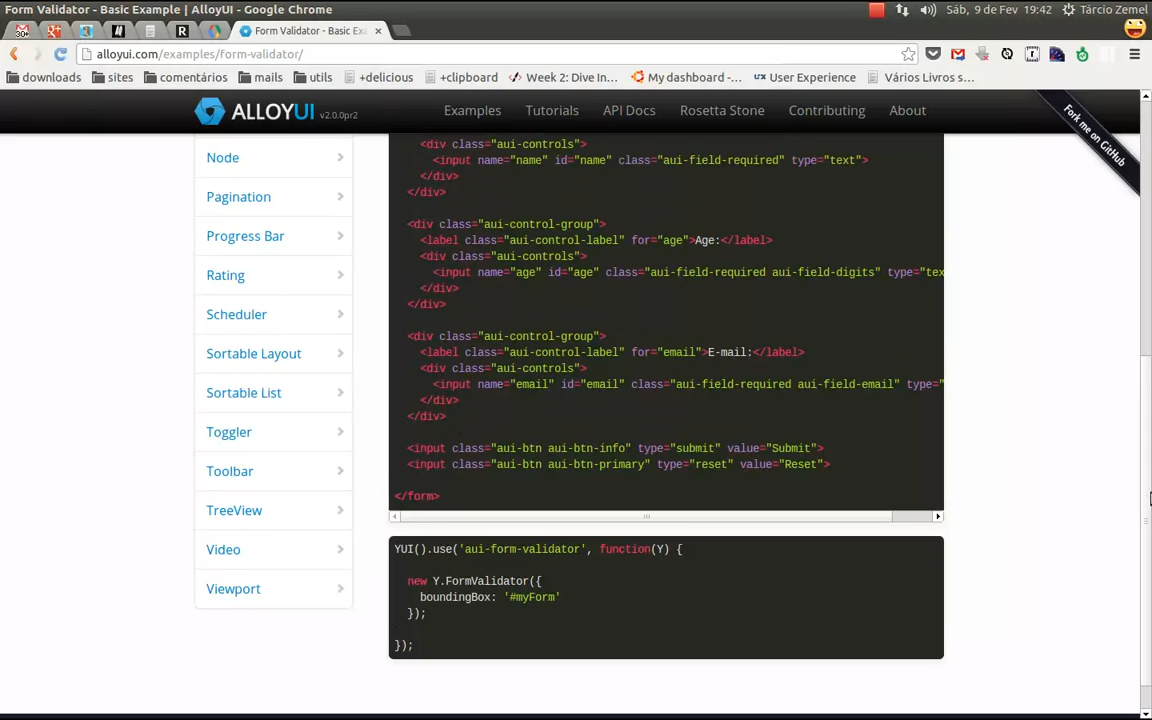 Form Validator - Basic Example | AlloyUI - Google Chrome
Sáb, 9 de Fev 19:42 Tárcio Zemel
30+ Form Validator - Basic Ex... ×
alloyui.com/examples/form-validator/
downloads sites comentários mails utils +delicious +clipboard Week 2: Dive In... My dashboard -... UX User Experience Vários Livros s...
ALLOYUI v2.0.0pr2 Examples Tutorials API Docs Rosetta Stone Contributing About
Fork me on GitHub
Node
Pagination
Progress Bar
Rating
Scheduler
Sortable Layout
Sortable List
Toggler
Toolbar
TreeView
Video
Viewport
<div class="aui-controls">
<input name="name" id="name" class="aui-field-required" type="text">
</div>
</div>
<div class="aui-control-group">
<label class="aui-control-label" for="age">Age:</label>
<div class="aui-controls">
<input name="age" id="age" class="aui-field-required aui-field-digits" type="tex
</div>
</div>
<div class="aui-control-group">
<label class="aui-control-label" for="email">E-mail:</label>
<div class="aui-controls">
<input name="email" id="email" class="aui-field-required aui-field-email" type="
</div>
</div>
<input class="aui-btn aui-btn-info" type="submit" value="Submit">
<input class="aui-btn aui-btn-primary" type="reset" value="Reset">
</form>
YUI().use('aui-form-validator', function(Y) {
new Y.FormValidator({
boundingBox: '#myForm'
});
});